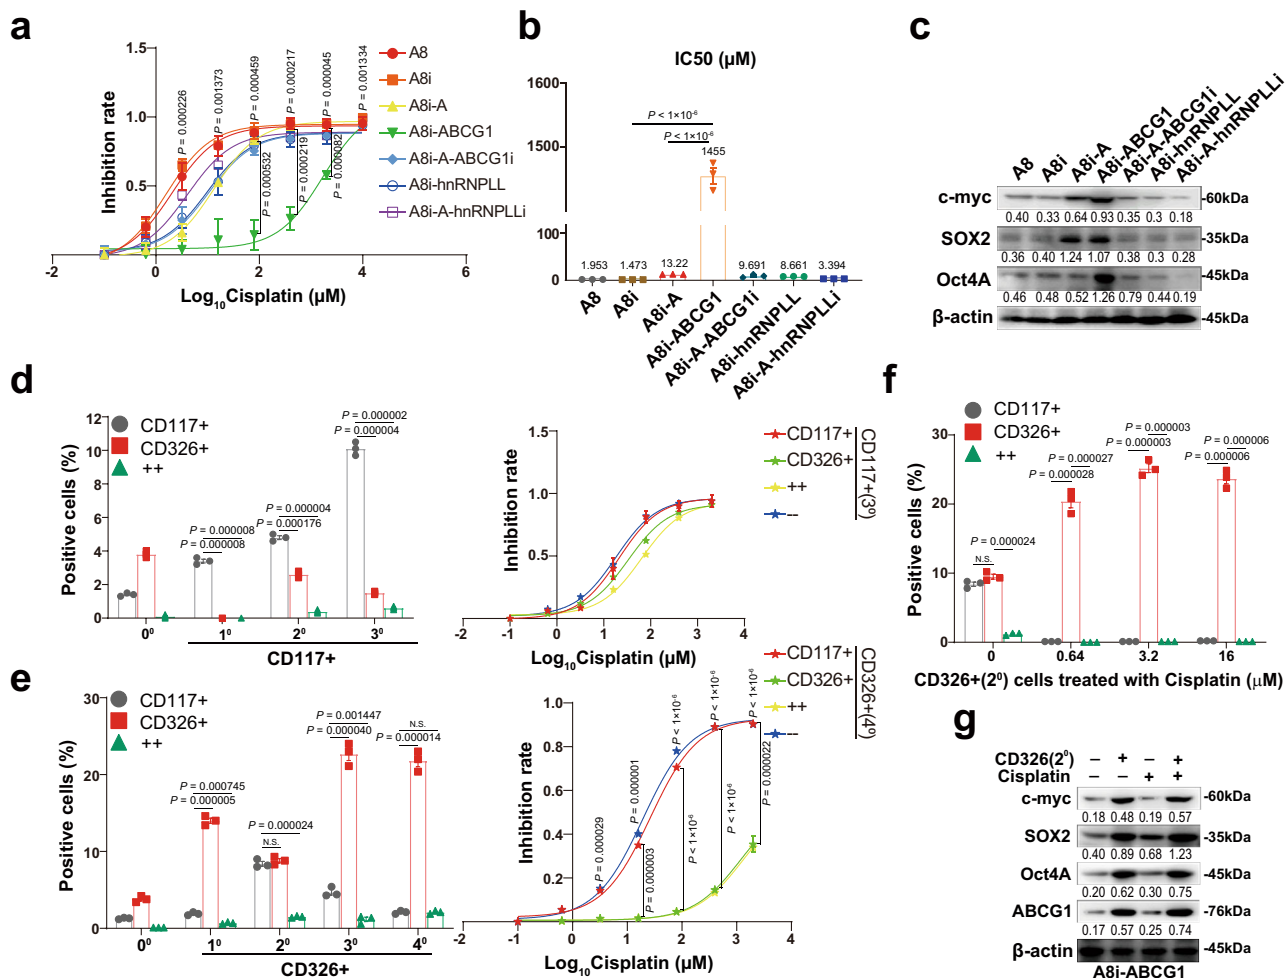 a
1.5
1.0
0.5
Inhibition rate
-2
0
2
4
6
Log10Cisplatin (μM)
P = 0.000226
P = 0.001373
P = 0.000459
P = 0.000217
P = 0.000045
P = 0.001334
P = 0.000532
P = 0.000219
P = 0.000082
A8
A8i
A8i-A
A8i-ABCG1
A8i-A-ABCG1i
A8i-hnRNPLL
A8i-A-hnRNPLLi
b
IC50 (μM)
1600
1500
100
0
P < 1×10⁻⁶
P < 1×10⁻⁶
1455
1.953
1.473
13.22
9.691
8.661
3.394
A8
A8i
A8i-A
A8i-ABCG1
A8i-A-ABCG1i
A8i-hnRNPLL
A8i-A-hnRNPLLi
c
A8
A8i
A8i-A
A8i-ABCG1
A8i-A-ABCG1i
A8i-hnRNPLL
A8i-A-hnRNPLLi
c-myc -60kDa
0.40 0.33 0.64 0.93 0.35 0.3 0.18
SOX2 -35kDa
0.36 0.40 1.24 1.07 0.38 0.3 0.28
Oct4A -45kDa
0.46 0.48 0.52 1.26 0.79 0.44 0.19
β-actin -45kDa
d
12
10
8
6
4
2
0
Positive cells (%)
CD117+
CD326+
++
P = 0.000008
P = 0.000008
P = 0.000004
P = 0.000176
P = 0.000002
P = 0.000004
0⁰ 1⁰ 2⁰ 3⁰
CD117+
1.5
1.0
0.5
Inhibition rate
-2 -1 0 1 2 3 4
Log10Cisplatin (μM)
CD117+
CD326+
++
--
CD117+(3⁰)
e
30
20
10
0
Positive cells (%)
CD117+
CD326+
++
P = 0.000745
P = 0.000005
P = 0.000024
N.S.
P = 0.001447
P = 0.000040
N.S.
P = 0.000014
0⁰ 1⁰ 2⁰ 3⁰ 4⁰
CD326+
1.0
0.8
0.6
0.4
0.2
Inhibition rate
-2 -1 0 1 2 3 4
Log10Cisplatin (μM)
P = 0.000029
P = 0.000001
P < 1×10⁻⁶
P < 1×10⁻⁶
P < 1×10⁻⁶
P = 0.000003
P < 1×10⁻⁶
P < 1×10⁻⁶
P = 0.000022
CD117+
CD326+
++
--
CD326+(4⁰)
f
30
20
10
0
Positive cells (%)
CD117+
CD326+
++
P = 0.000024
N.S.
P = 0.000027
P = 0.000028
P = 0.000003
P = 0.000003
P = 0.000006
P = 0.000006
0 0.64 3.2 16
CD326+(2⁰) cells treated with Cisplatin (μM)
g
CD326(2⁰) – + – +
Cisplatin – – + +
c-myc -60kDa
0.18 0.48 0.19 0.57
SOX2 -35kDa
0.40 0.89 0.68 1.23
Oct4A -45kDa
0.20 0.62 0.30 0.75
ABCG1 -76kDa
0.17 0.57 0.25 0.74
β-actin -45kDa
A8i-ABCG1